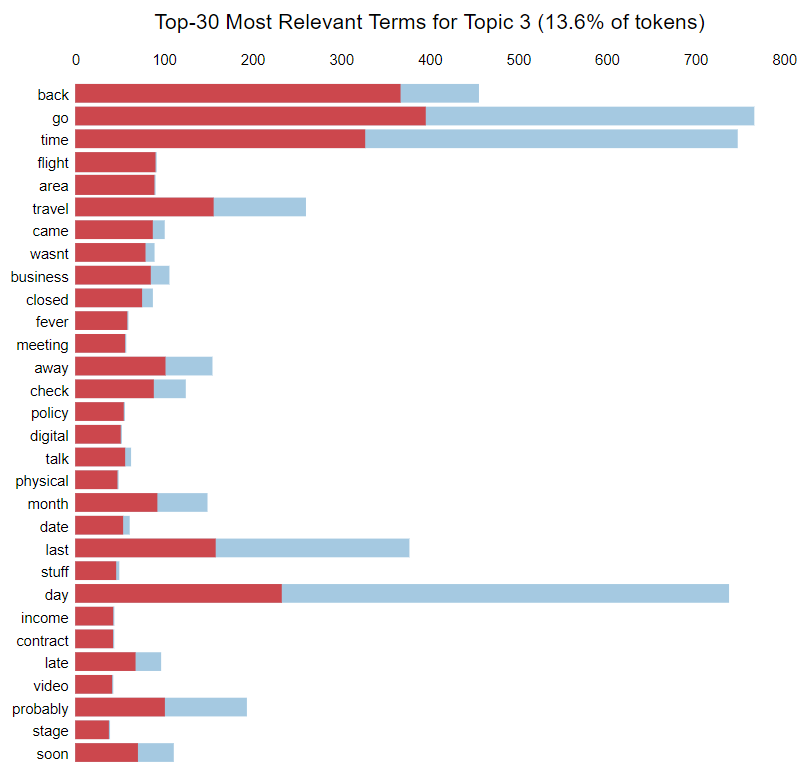 Top-30 Most Relevant Terms for Topic 3 (13.6% of tokens)
0 100 200 300 400 500 600 700 800
back
go
time
flight
area
travel
came
wasnt
business
closed
fever
meeting
away
check
policy
digital
talk
physical
month
date
last
stuff
day
income
contract
late
video
probably
stage
soon